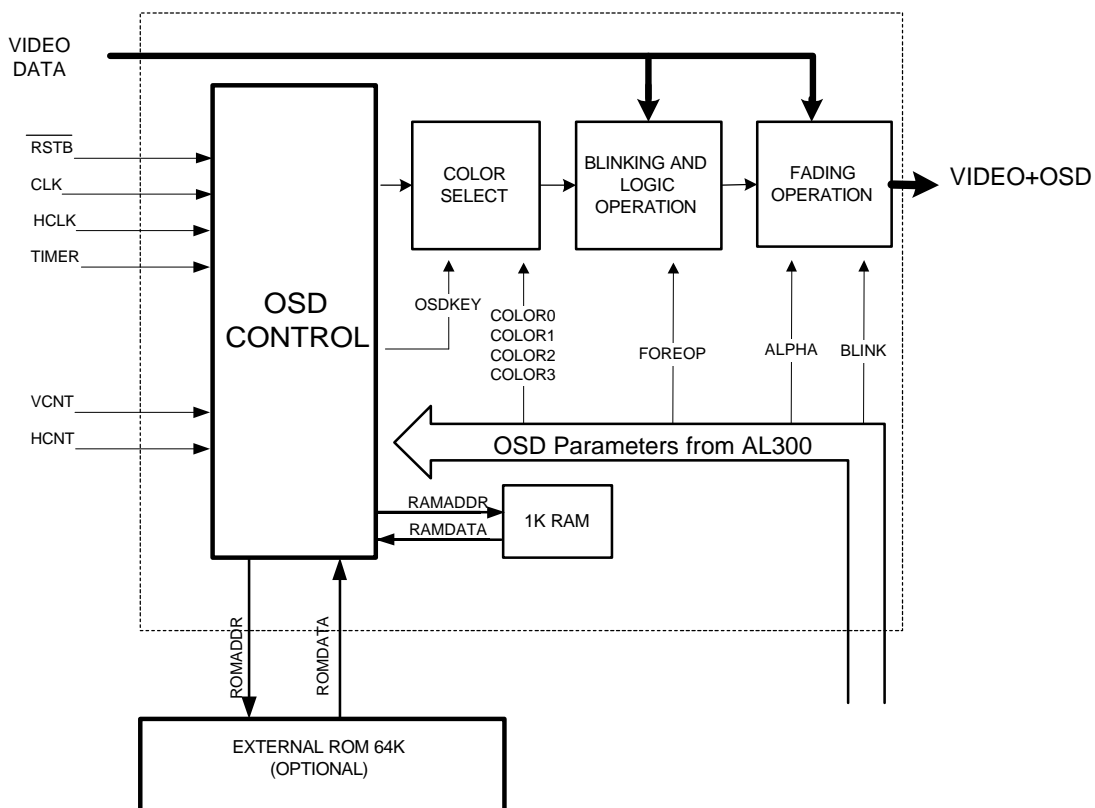 VIDEO
DATA
RSTB
CLK
HCLK
TIMER
VCNT
HCNT
OSD
CONTROL
COLOR
SELECT
BLINKING AND
LOGIC
OPERATION
FADING
OPERATION
VIDEO+OSD
OSDKEY
COLOR0
COLOR1
COLOR2
COLOR3
FOREOP
ALPHA
BLINK
OSD Parameters from AL300
RAMADDR
RAMDATA
1K RAM
ROMADDR
ROMDATA
EXTERNAL ROM 64K
(OPTIONAL)